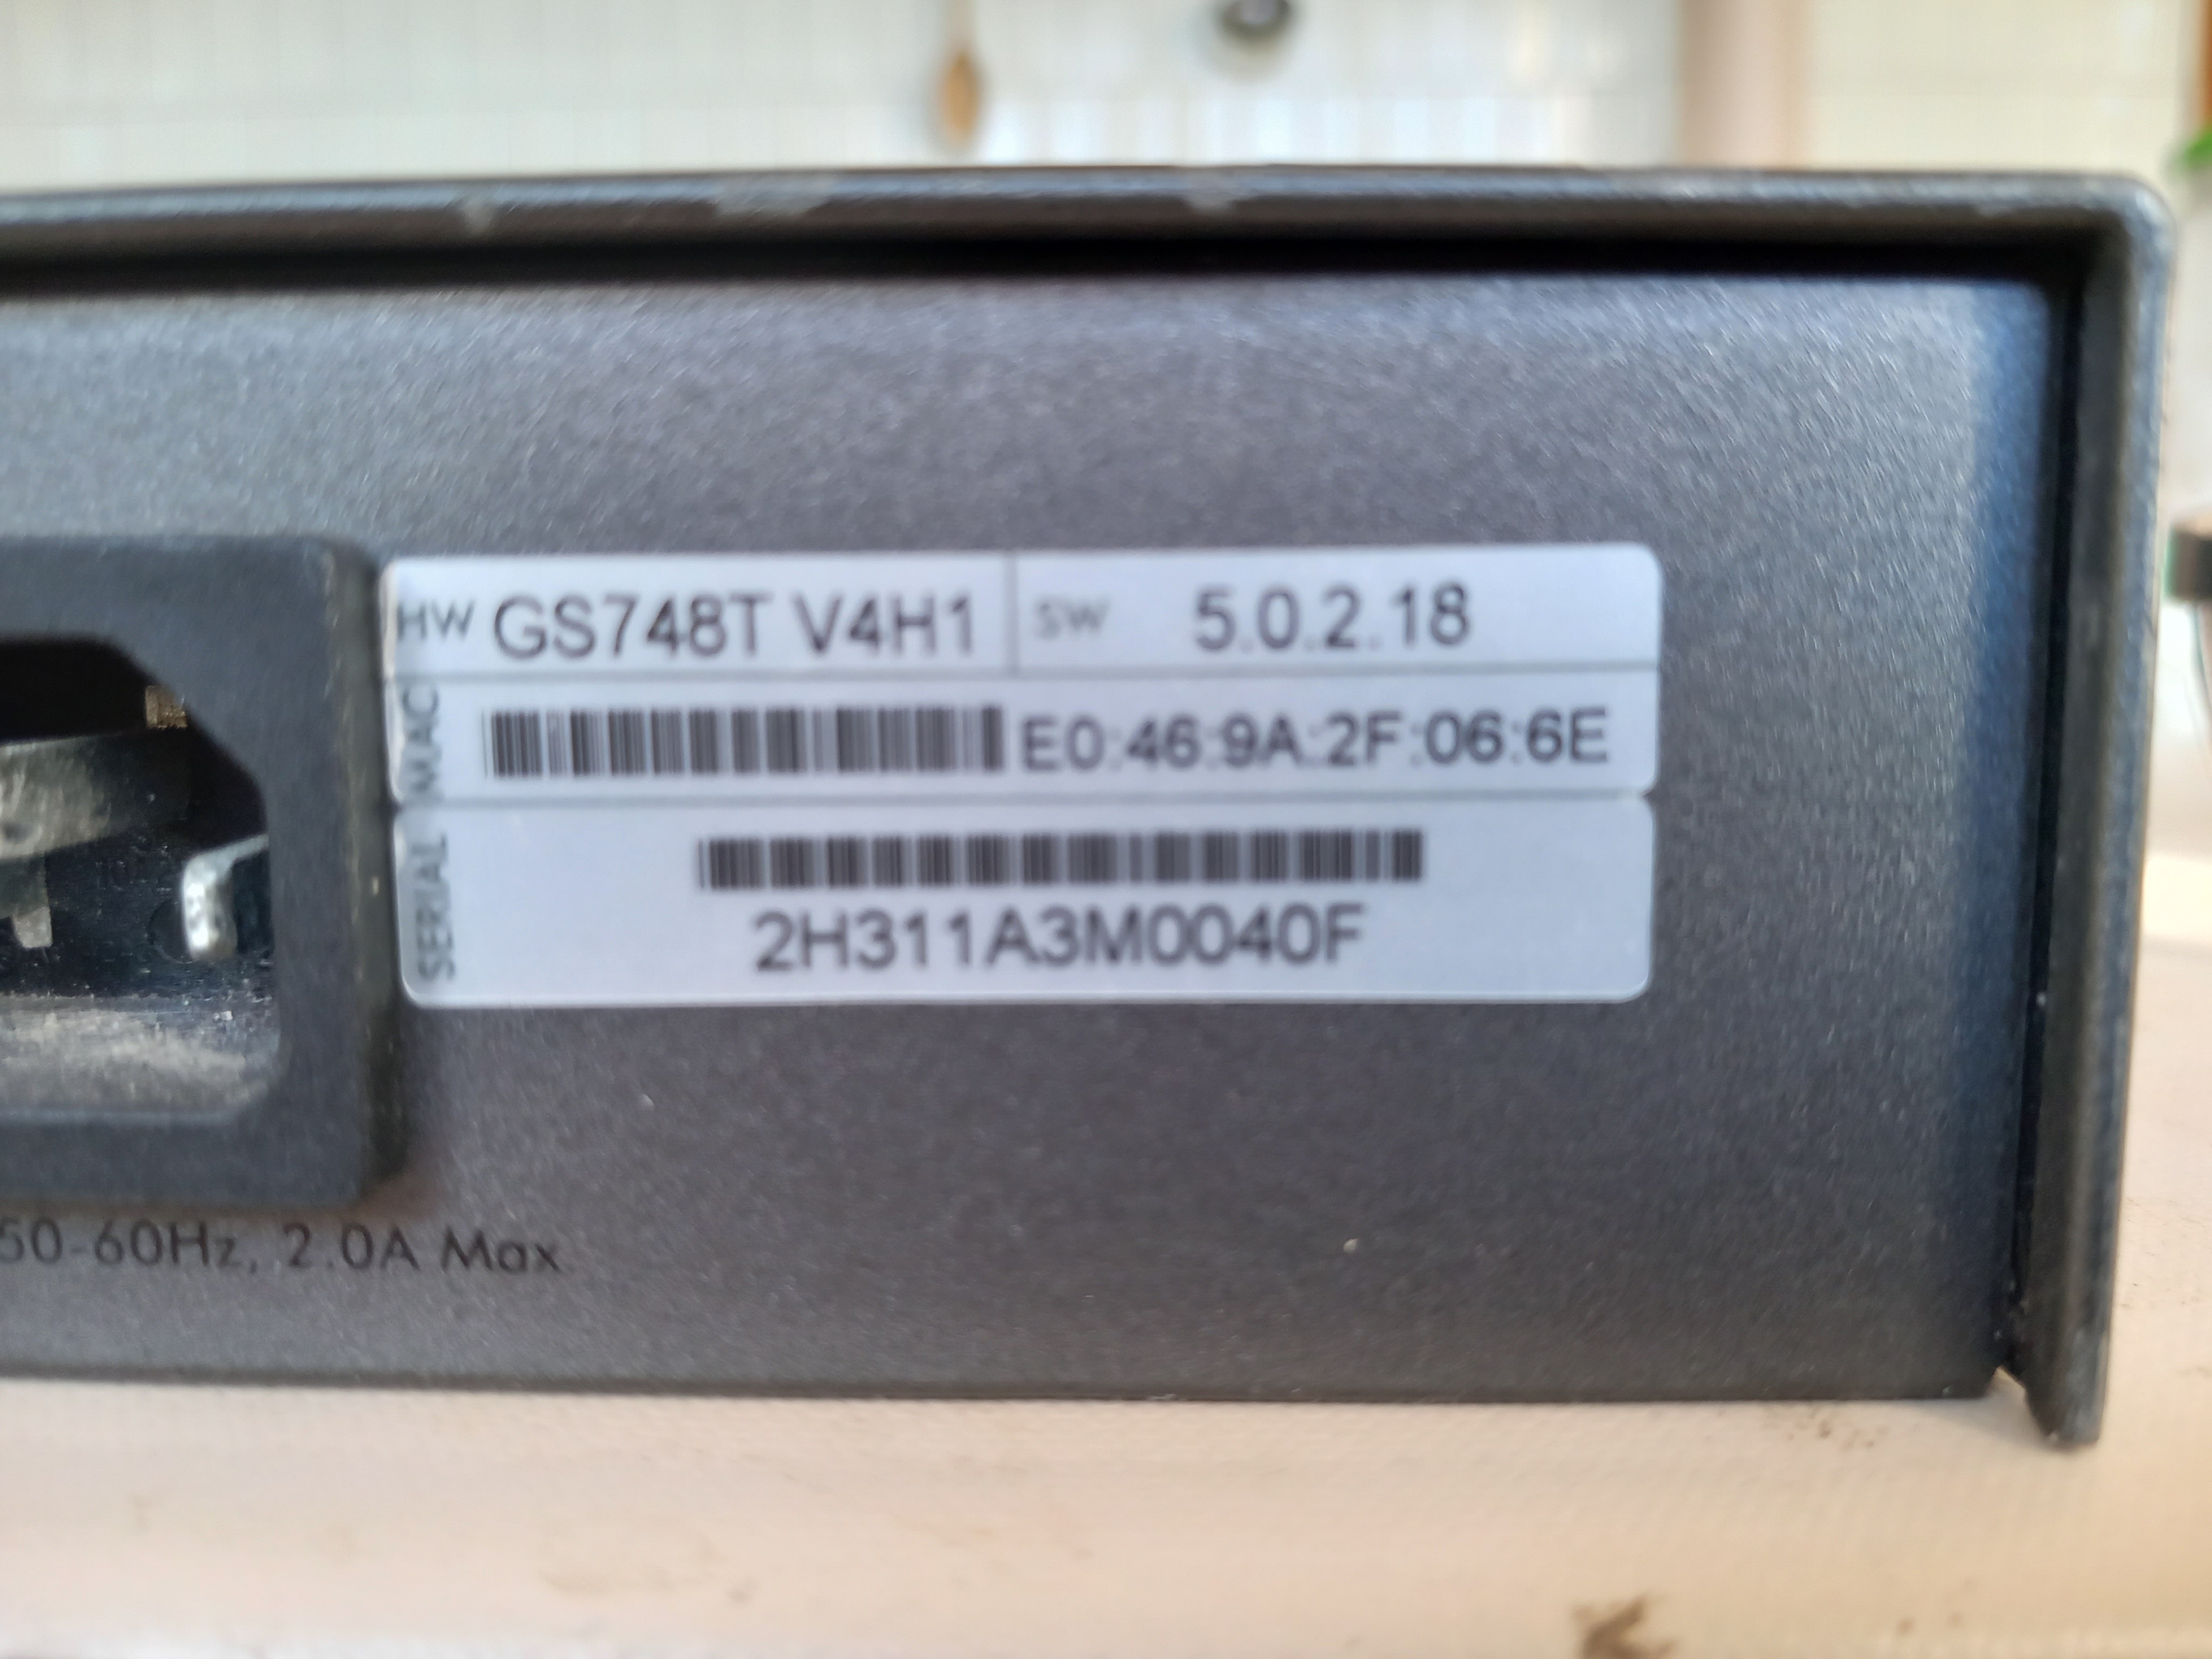 HW GS748T V4H1 SW 5.0.2.18
MAC E0:46:9A:2F:06:6E
SERIAL
2H311A3M0040F
50-60Hz, 2.0A Max